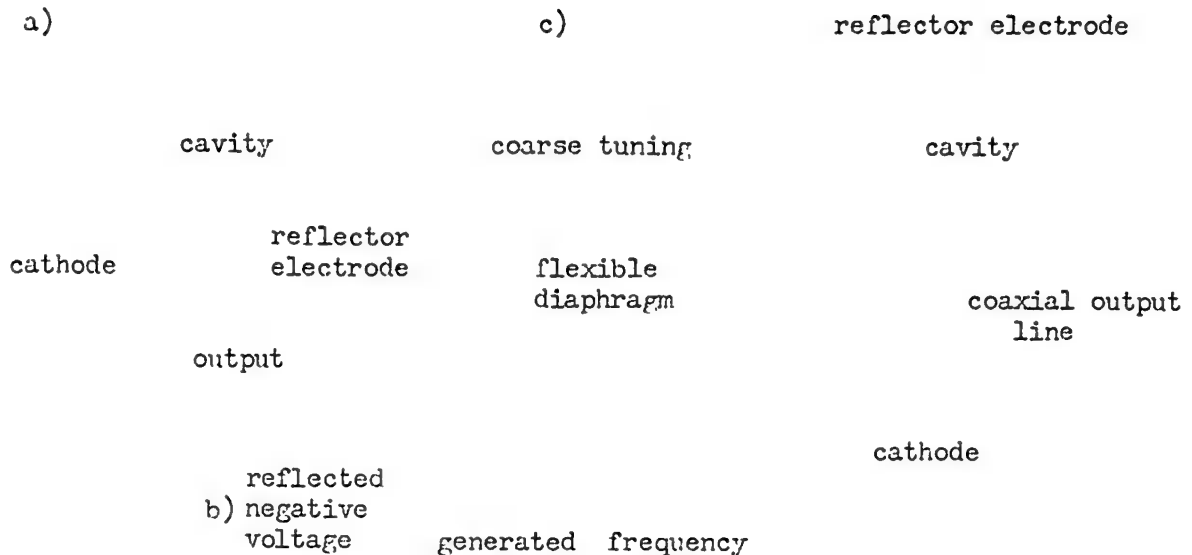 a)
c)
reflector electrode
cavity
coarse tuning
cavity
reflector
electrode
cathode
flexible
diaphragm
coaxial output
line
output
cathode
reflected
b) negative
voltage
generated frequency